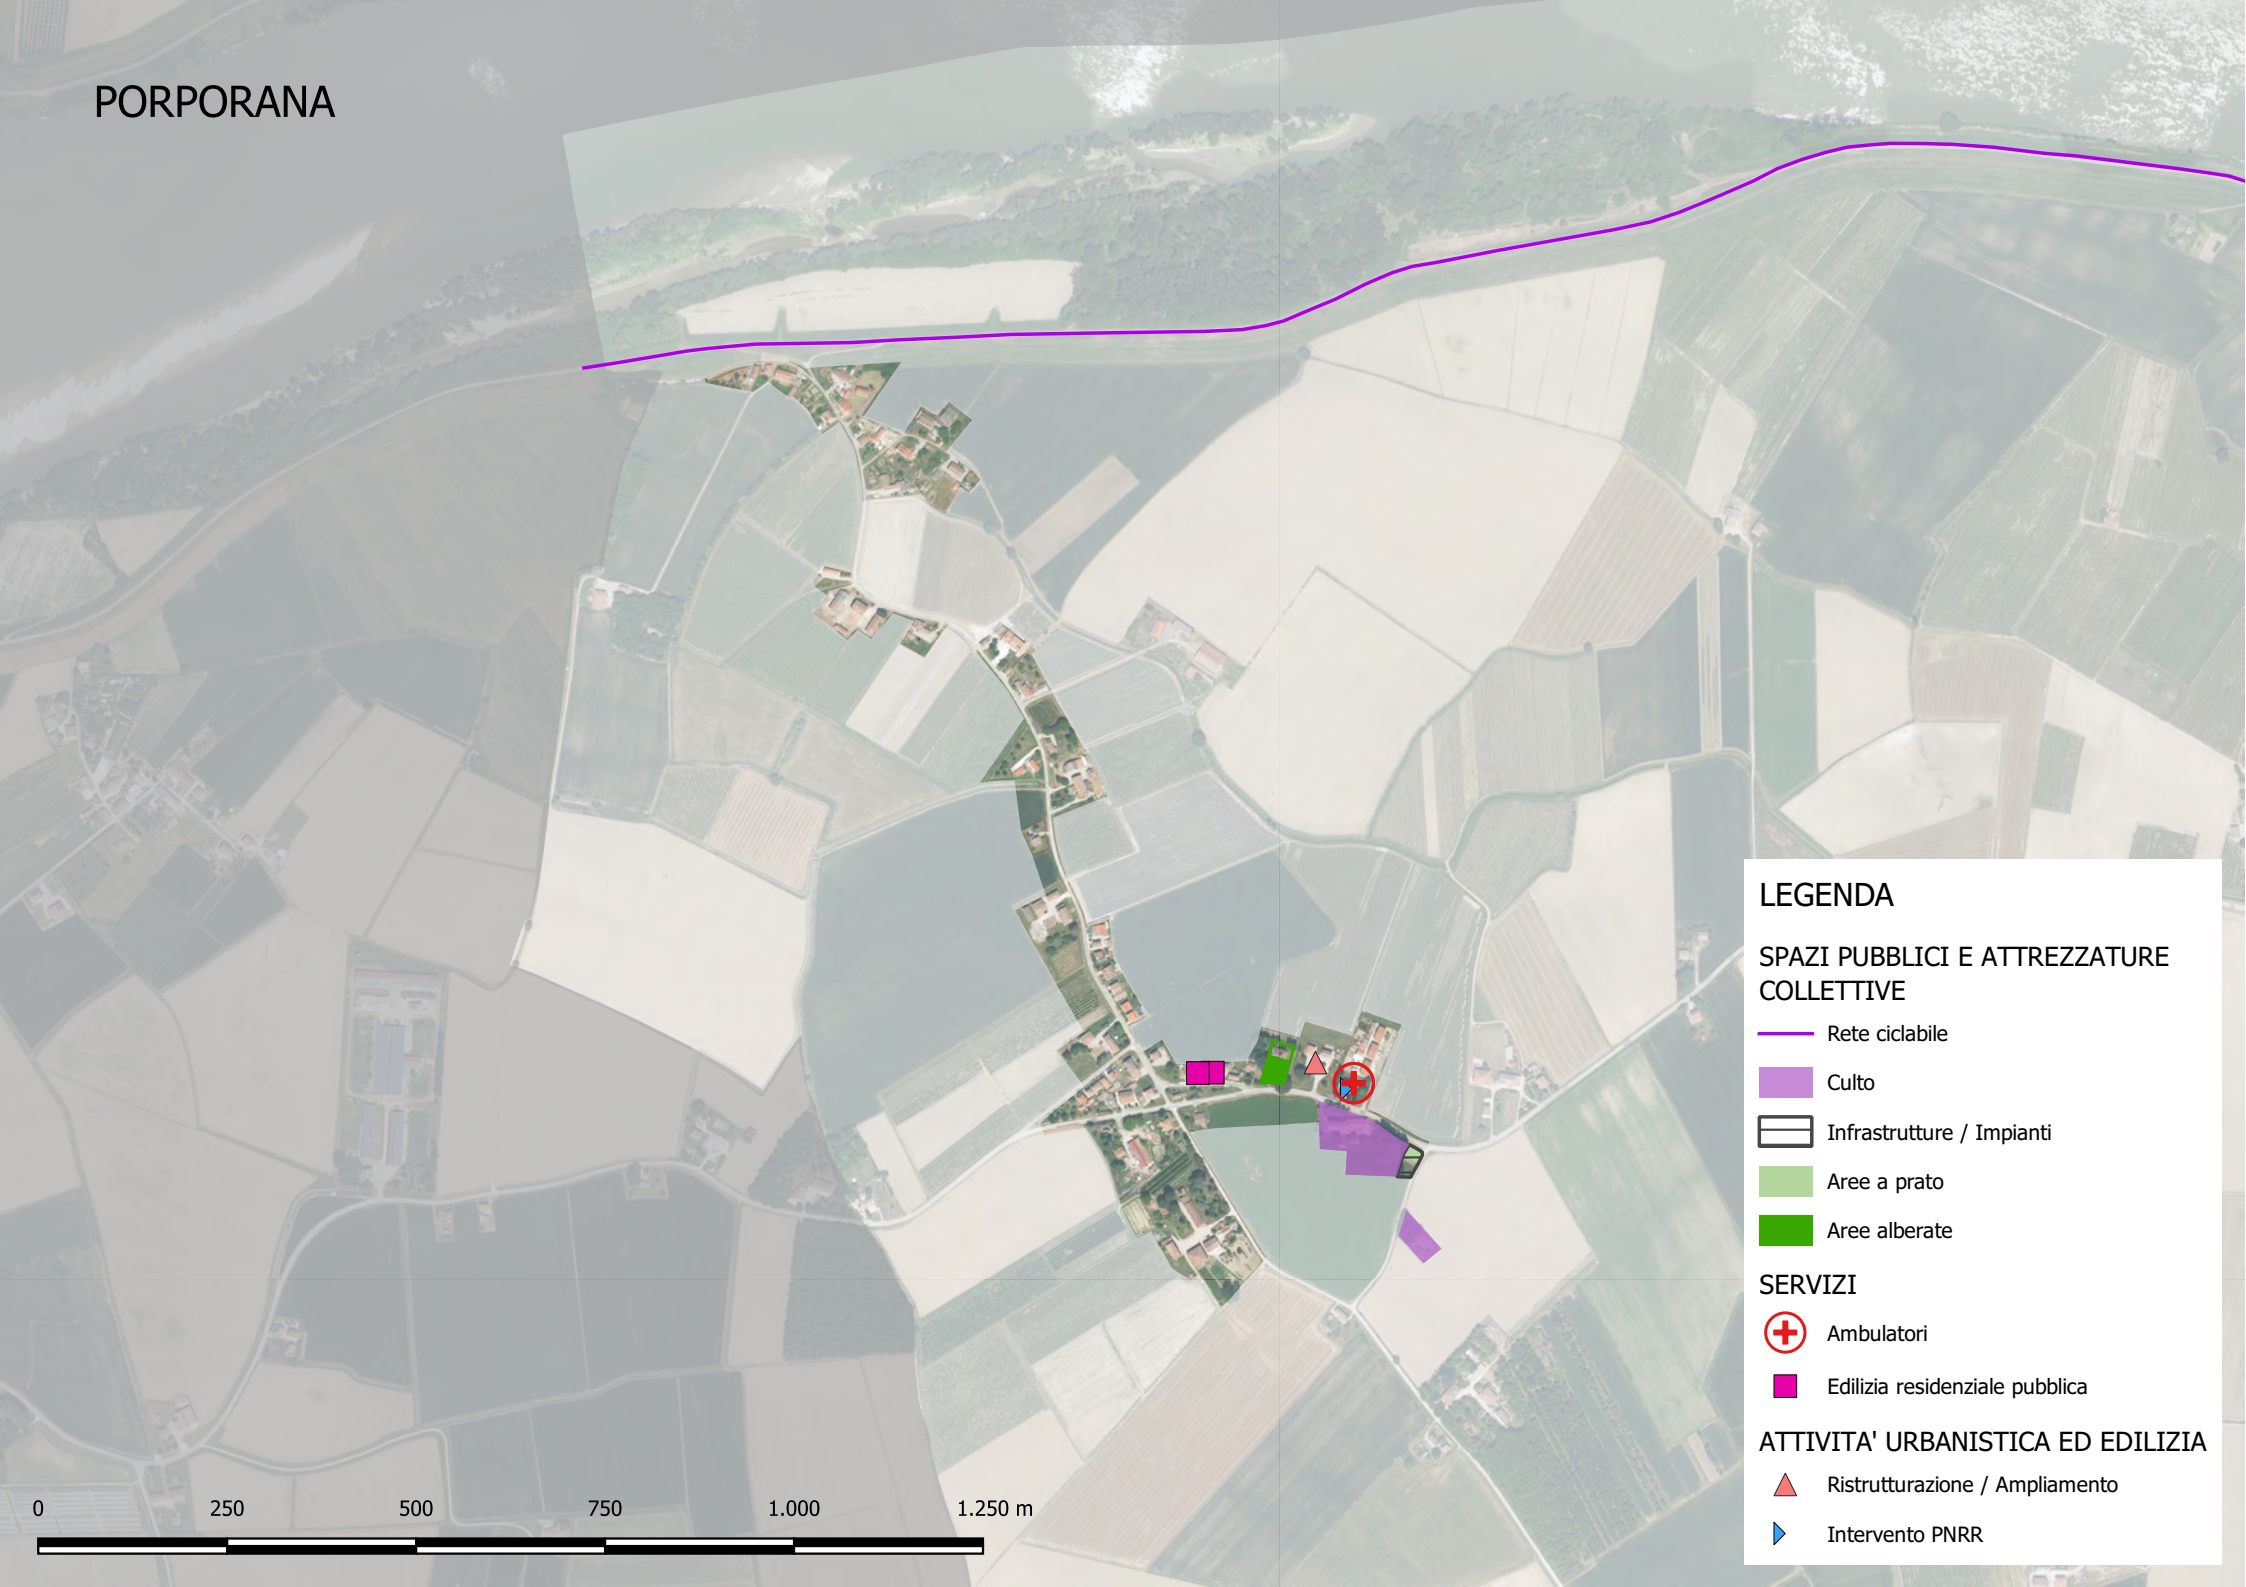 PORPORANA
LEGENDA
SPAZI PUBBLICI E ATTREZZATURE
COLLETTIVE
Rete ciclabile
Culto
Infrastrutture / Impianti
Aree a prato
Aree alberate
SERVIZI
Ambulatori
Edilizia residenziale pubblica
ATTIVITA' URBANISTICA ED EDILIZIA
Ristrutturazione / Ampliamento
Intervento PNRR
0 250 500 750 1.000 1.250 m